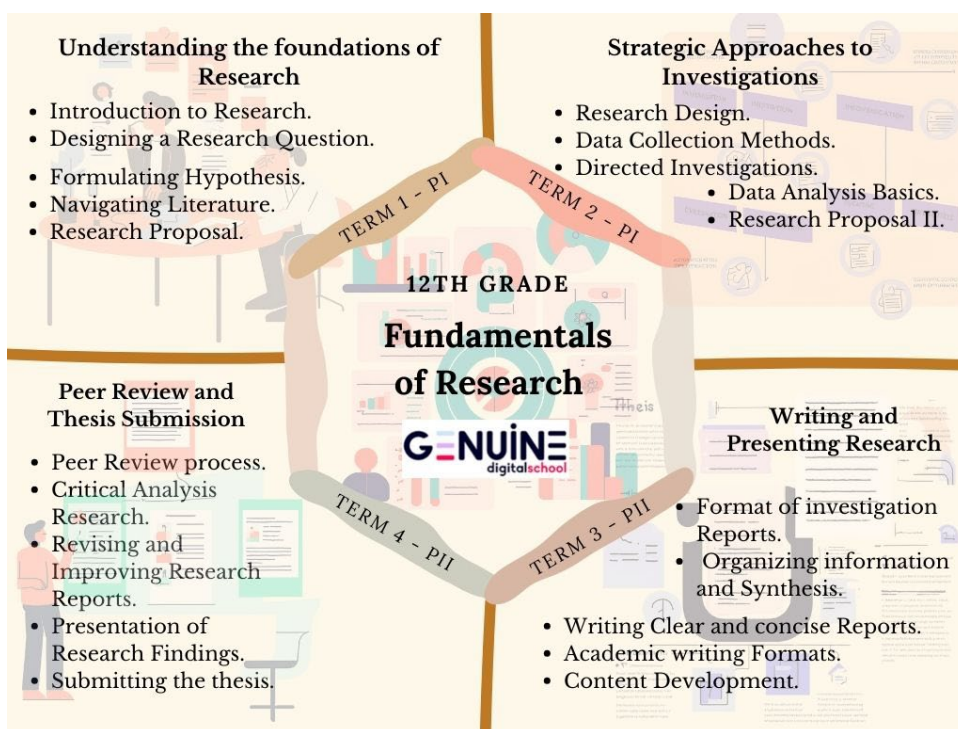 Understanding the foundations of
Research
• Introduction to Research.
• Designing a Research Question.
• Formulating Hypothesis.
• Navigating Literature.
• Research Proposal.
Strategic Approaches to
Investigations
• Research Design.
• Data Collection Methods.
• Directed Investigations.
• Data Analysis Basics.
• Research Proposal II.
TERM 1 - PI
TERM 2 - PI
12TH GRADE
Fundamentals
of Research
GENUINE
digitalschool
TERM 4 - PII
TERM 3 - PII
Peer Review and
Thesis Submission
• Peer Review process.
• Critical Analysis
Research.
• Revising and
Improving Research
Reports.
• Presentation of
Research Findings.
• Submitting the thesis.
Writing and
Presenting Research
• Format of investigation
Reports.
• Organizing information
and Synthesis.
• Writing Clear and concise Reports.
• Academic writing Formats.
• Content Development.